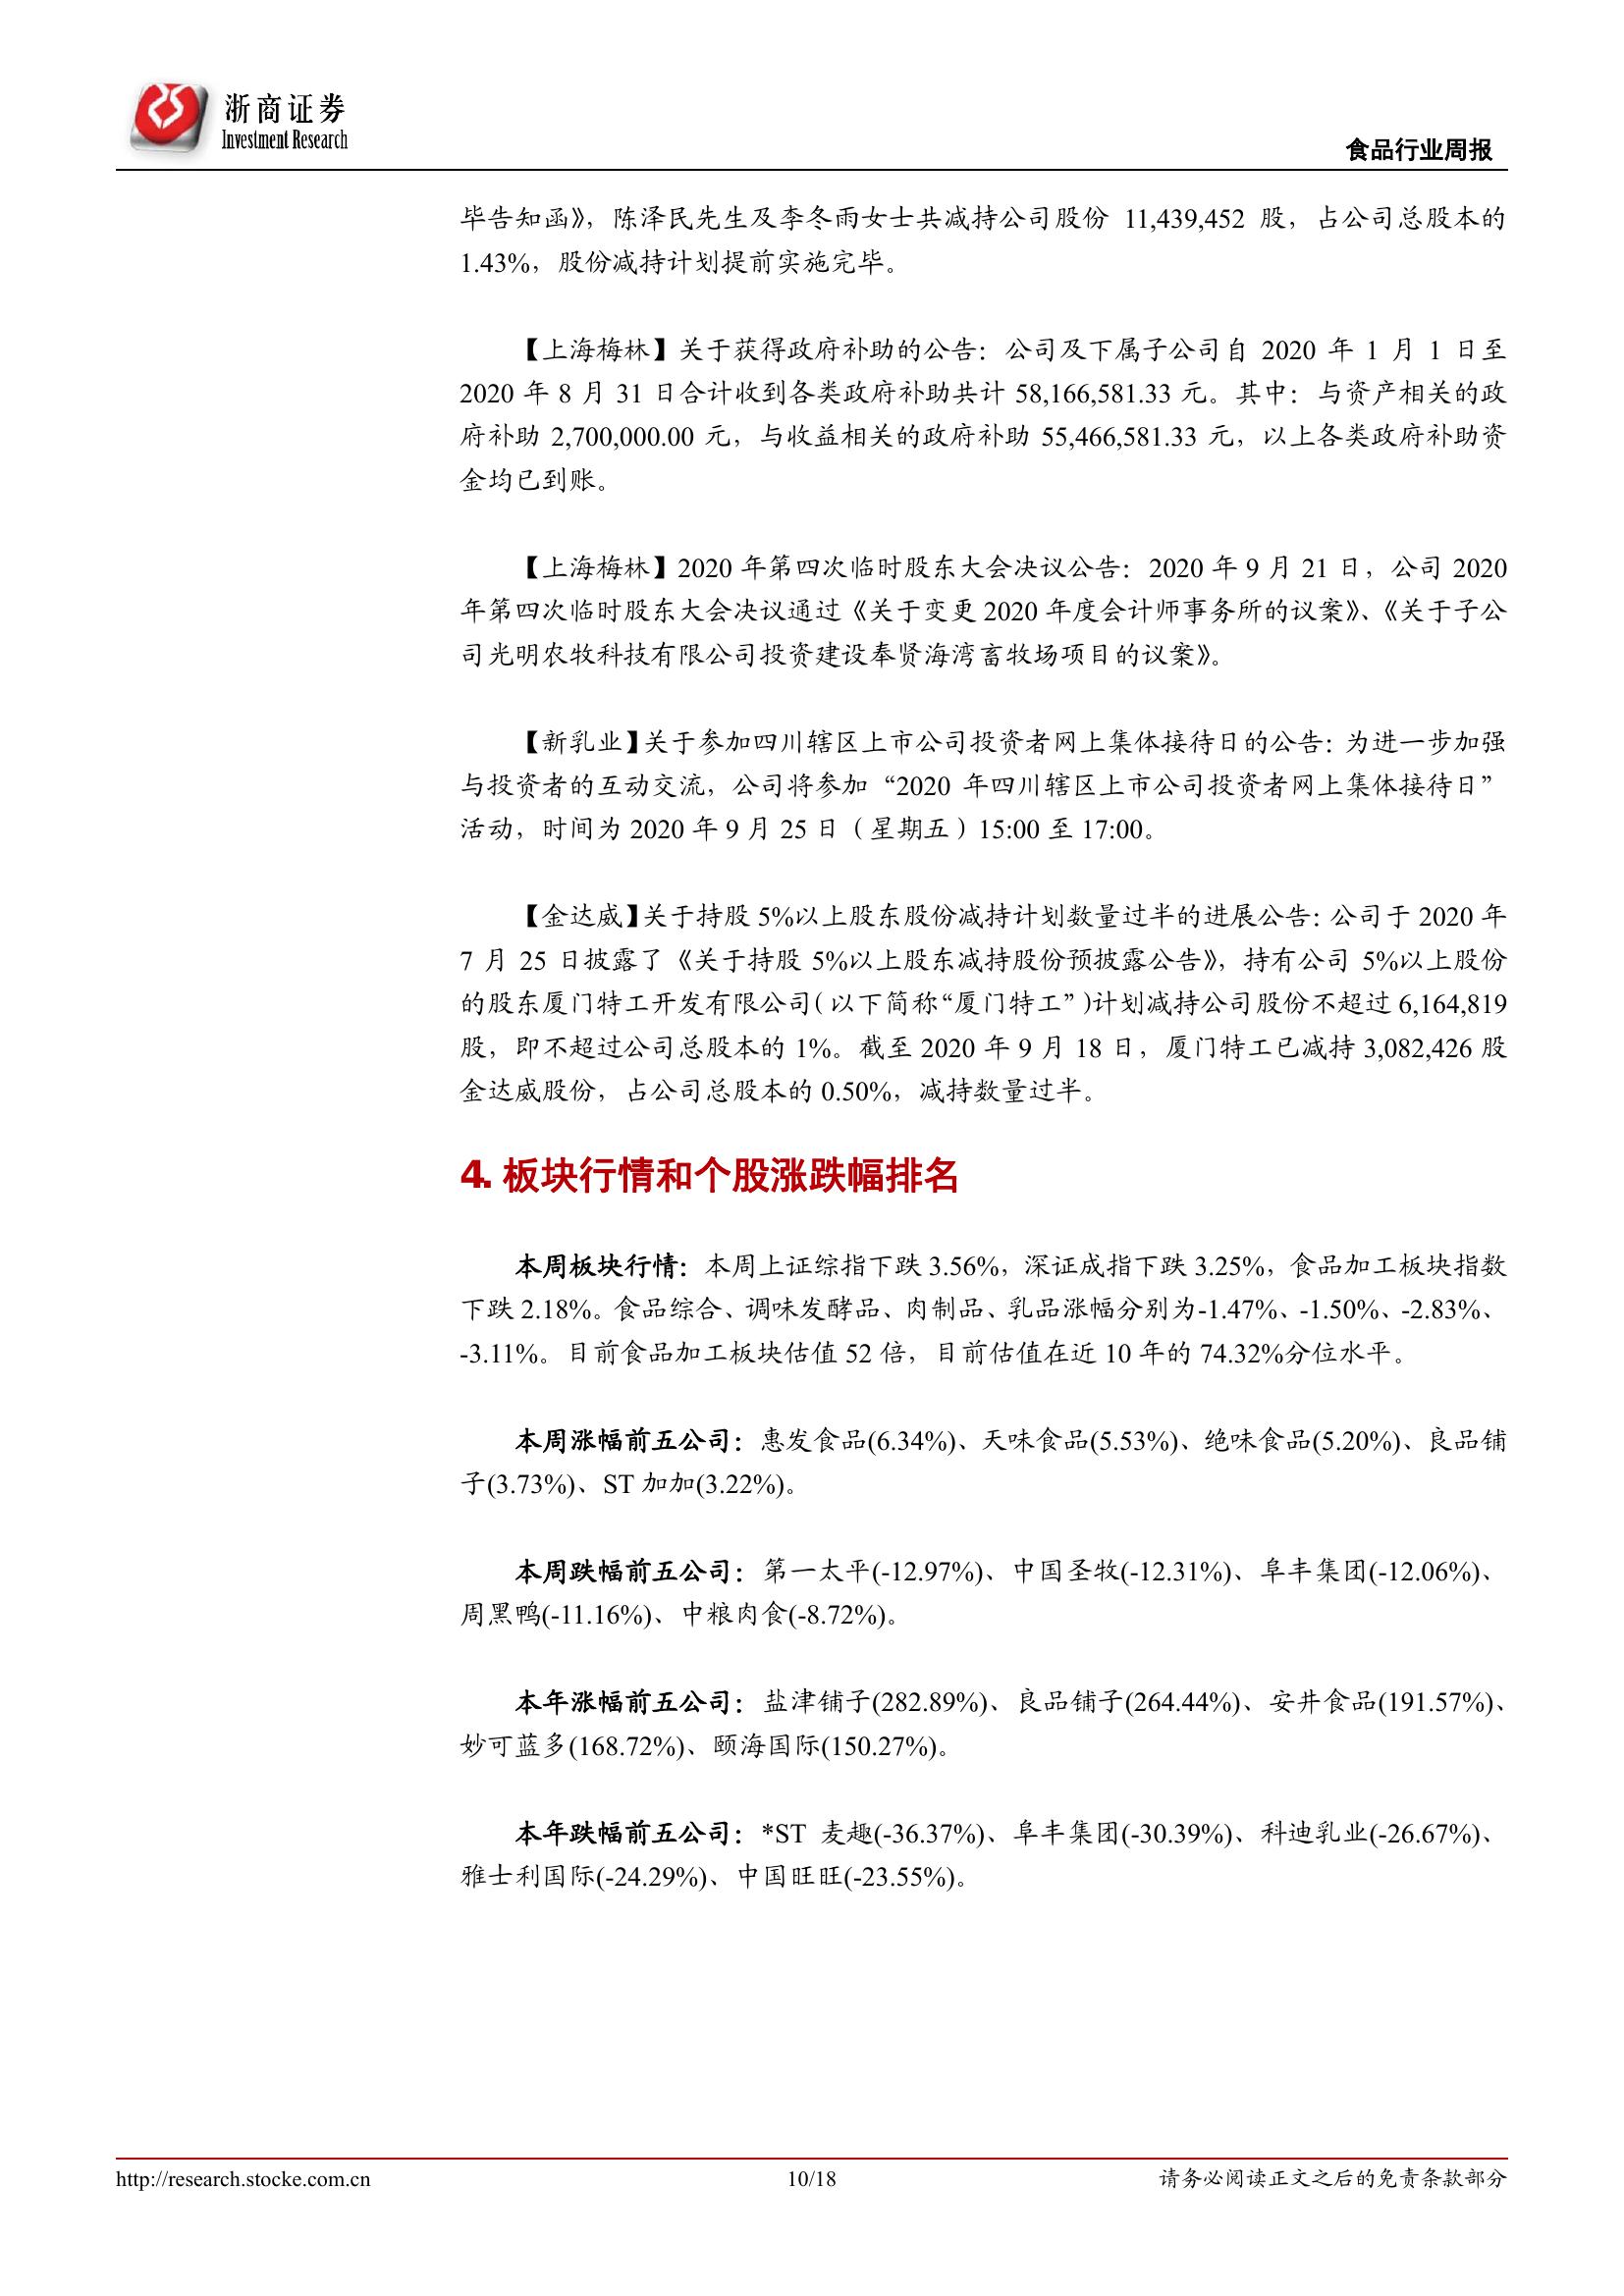 浙商证券
Investment Research
食品行业周报
毕告知函》，陈泽民先生及李冬雨女士共减持公司股份 11,439,452 股，占公司总股本的
1.43%，股份减持计划提前实施完毕。
【上海梅林】关于获得政府补助的公告：公司及下属子公司自 2020 年 1 月 1 日至
2020 年 8 月 31 日合计收到各类政府补助共计 58,166,581.33 元。其中：与资产相关的政
府补助 2,700,000.00 元，与收益相关的政府补助 55,466,581.33 元，以上各类政府补助资
金均已到账。
【上海梅林】2020 年第四次临时股东大会决议公告：2020 年 9 月 21 日，公司 2020
年第四次临时股东大会决议通过《关于变更 2020 年度会计师事务所的议案》、《关于子公
司光明农牧科技有限公司投资建设奉贤海湾畜牧场项目的议案》。
【新乳业】关于参加四川辖区上市公司投资者网上集体接待日的公告：为进一步加强
与投资者的互动交流，公司将参加“2020 年四川辖区上市公司投资者网上集体接待日”
活动，时间为 2020 年 9 月 25 日（星期五）15:00 至 17:00。
【金达威】关于持股 5%以上股东股份减持计划数量过半的进展公告：公司于 2020 年
7 月 25 日披露了《关于持股 5%以上股东减持股份预披露公告》，持有公司 5%以上股份
的股东厦门特工开发有限公司（以下简称“厦门特工”）计划减持公司股份不超过 6,164,819
股，即不超过公司总股本的 1%。截至 2020 年 9 月 18 日，厦门特工已减持 3,082,426 股
金达威股份，占公司总股本的 0.50%，减持数量过半。
4. 板块行情和个股涨跌幅排名
本周板块行情：本周上证综指下跌 3.56%，深证成指下跌 3.25%，食品加工板块指数
下跌 2.18%。食品综合、调味发酵品、肉制品、乳品涨幅分别为-1.47%、-1.50%、-2.83%、
-3.11%。目前食品加工板块估值 52 倍，目前估值在近 10 年的 74.32%分位水平。
本周涨幅前五公司：惠发食品(6.34%)、天味食品(5.53%)、绝味食品(5.20%)、良品铺
子(3.73%)、ST 加加(3.22%)。
本周跌幅前五公司：第一太平(-12.97%)、中国圣牧(-12.31%)、阜丰集团(-12.06%)、
周黑鸭(-11.16%)、中粮肉食(-8.72%)。
本年涨幅前五公司：盐津铺子(282.89%)、良品铺子(264.44%)、安井食品(191.57%)、
妙可蓝多(168.72%)、颐海国际(150.27%)。
本年跌幅前五公司：*ST 麦趣(-36.37%)、阜丰集团(-30.39%)、科迪乳业(-26.67%)、
雅士利国际(-24.29%)、中国旺旺(-23.55%)。
http://research.stocke.com.cn
10/18
请务必阅读正文之后的免责条款部分